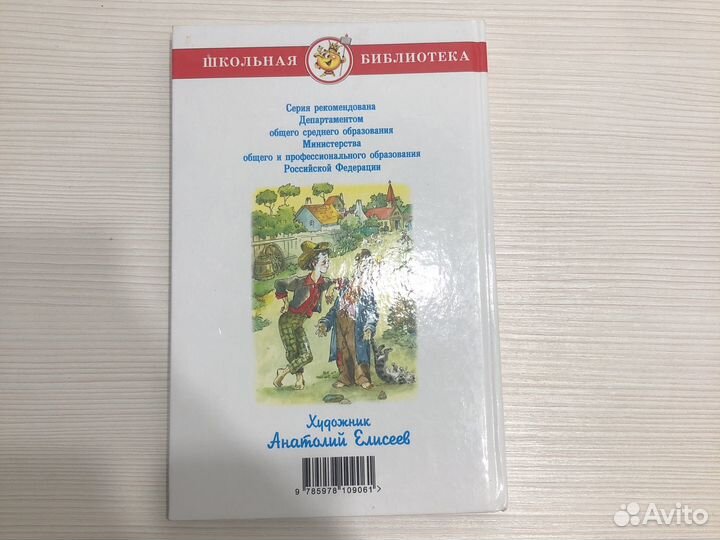 ШКОЛЬНАЯ БИБЛИОТЕКА
Серия рекомендована
Департаментом
общего среднего образования
Министерства
общего и профессионального образования
Российской Федерации
Художник
Анатолий Елисеев
9 785978 109061 >
Avito